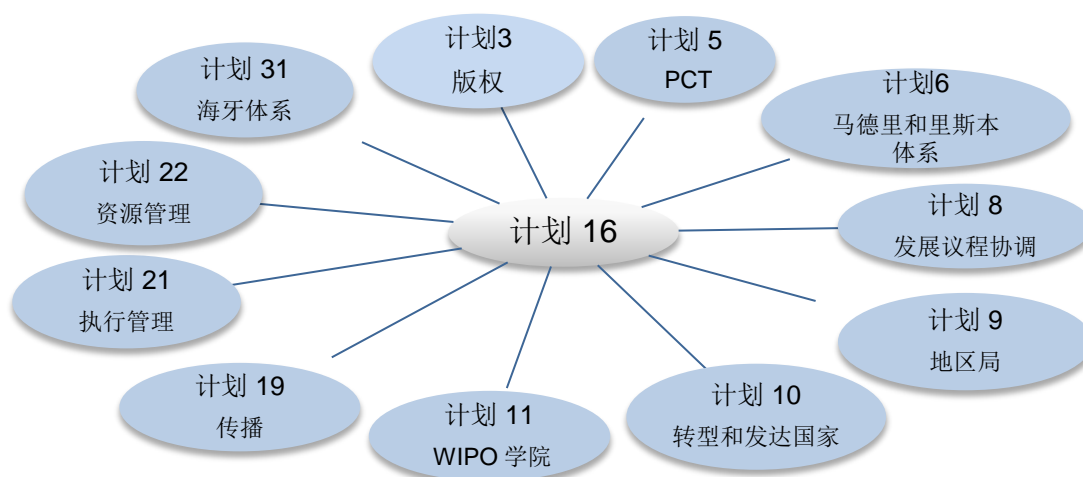 计划3
版权
计划 5
PCT
计划 31
海牙体系
计划6
马德里和里斯本
体系
计划 22
资源管理
计划 8
发展议程协调
计划 16
计划 21
执行管理
计划 9
地区局
计划 19
传播
计划 11
WIPO 学院
计划 10
转型和发达国家